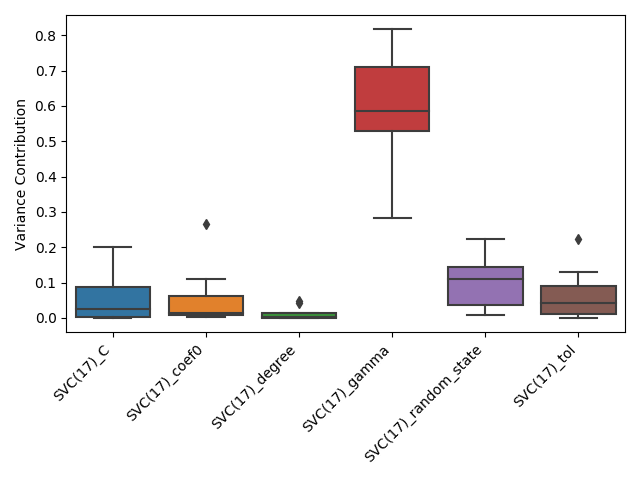 Variance Contribution
0.8
0.7
0.6
0.5
0.4
0.3
0.2
0.1
0.0
SVC(17)_C
SVC(17)_coef0
SVC(17)_degree
SVC(17)_gamma
SVC(17)_random_state
SVC(17)_tol